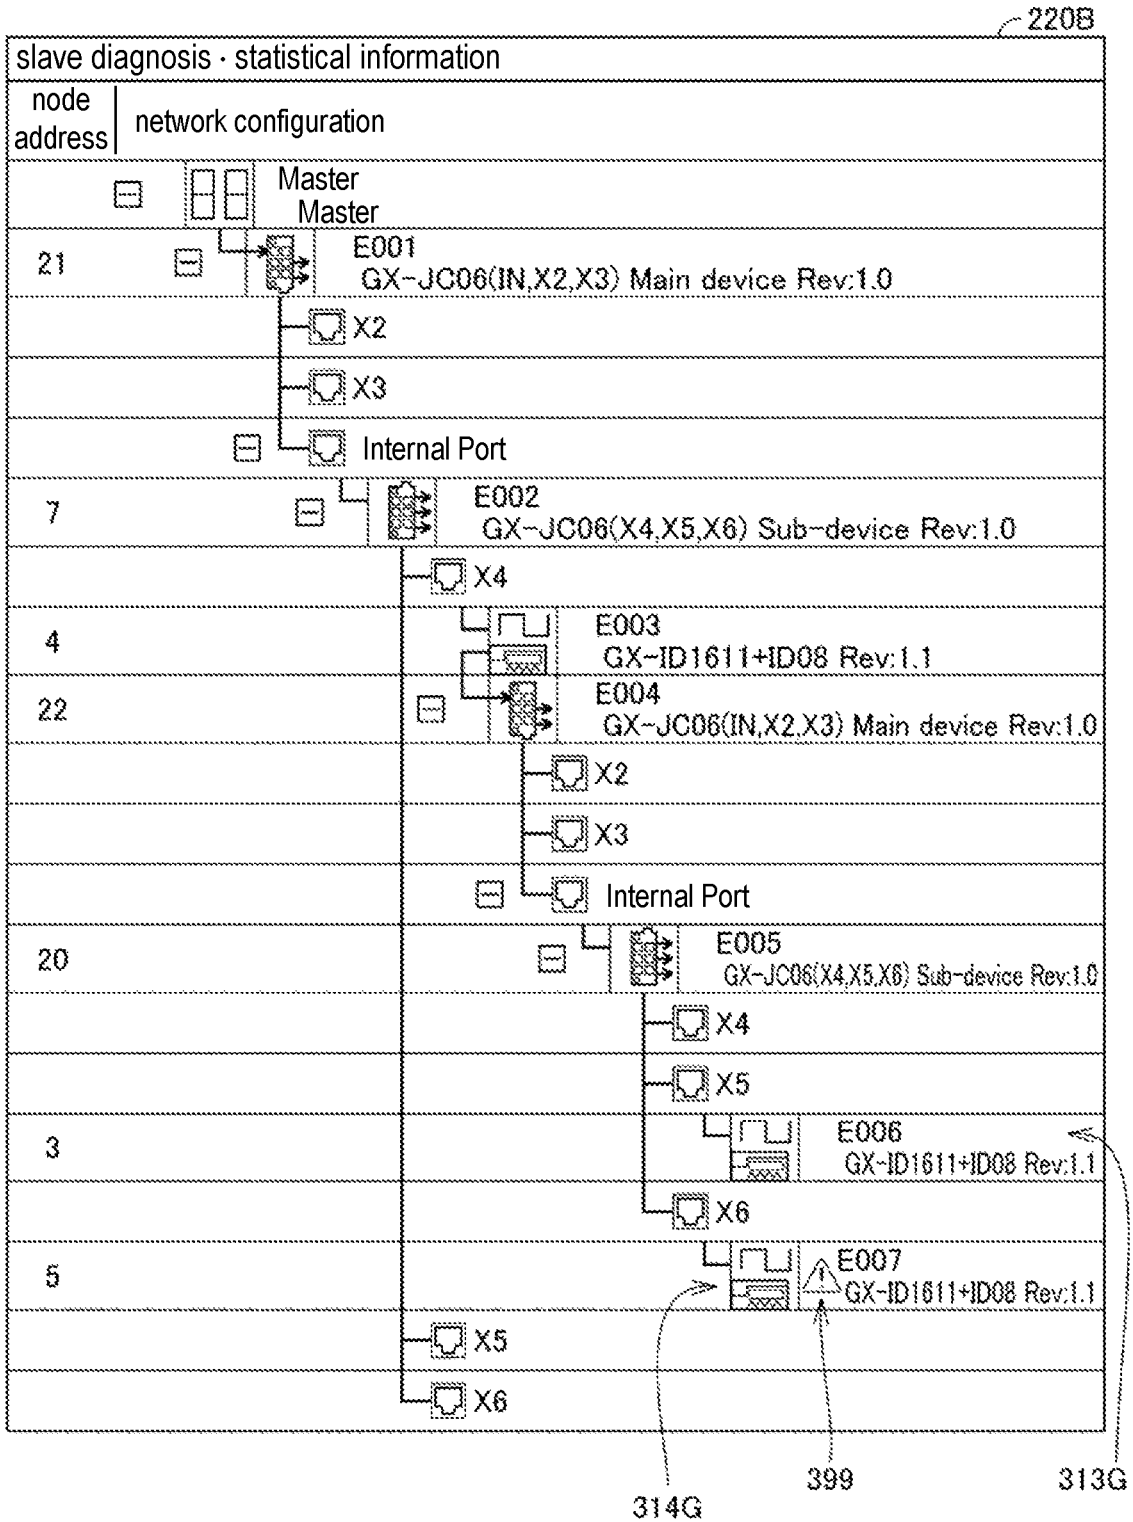 220B
slave diagnosis · statistical information
node address
network configuration
Master
Master
21
E001
GX-JC06(IN,X2,X3) Main device Rev:1.0
X2
X3
Internal Port
7
E002
GX-JC06(X4,X5,X6) Sub-device Rev:1.0
X4
4
E003
GX-ID1611+ID08 Rev:1.1
22
E004
GX-JC06(IN,X2,X3) Main device Rev:1.0
X2
X3
Internal Port
20
E005
GX-JC06(X4,X5,X6) Sub-device Rev:1.0
X4
X5
3
E006
GX-ID1611+ID08 Rev:1.1
X6
5
E007
GX-ID1611+ID08 Rev:1.1
X5
X6
399
313G
314G